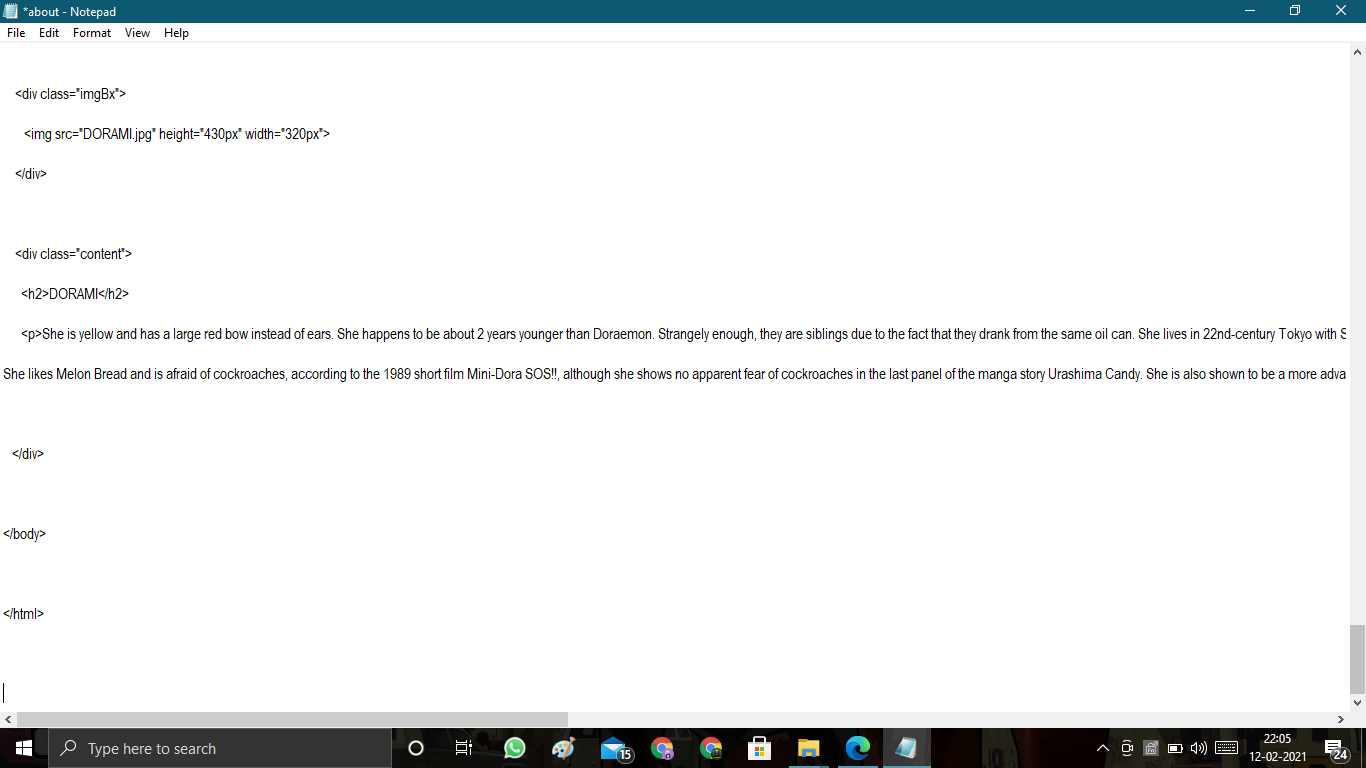 *about - Notepad
File Edit Format View Help
<div class="imgBx">
<img src="DORAMI.jpg" height="430px" width="320px">
</div>
<div class="content">
<h2>DORAMI</h2>
<p>She is yellow and has a large red bow instead of ears. She happens to be about 2 years younger than Doraemon. Strangely enough, they are siblings due to the fact that they drank from the same oil can. She lives in 22nd-century Tokyo with S
She likes Melon Bread and is afraid of cockroaches, according to the 1989 short film Mini-Dora SOS!!, although she shows no apparent fear of cockroaches in the last panel of the manga story Urashima Candy. She is also shown to be a more adva
</div>
</body>
</html>
Type here to search
15
22:05
12-02-2021
24